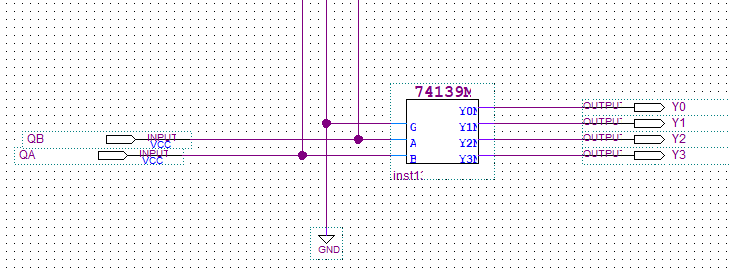 74139M
Y0N
OUTPUT
Y0
G
Y1N
OUTPUT
Y1
QB
INPUT
VCC
A
Y2N
OUTPUT
Y2
QA
INPUT
VCC
B
Y3N
OUTPUT
Y3
inst1
GND